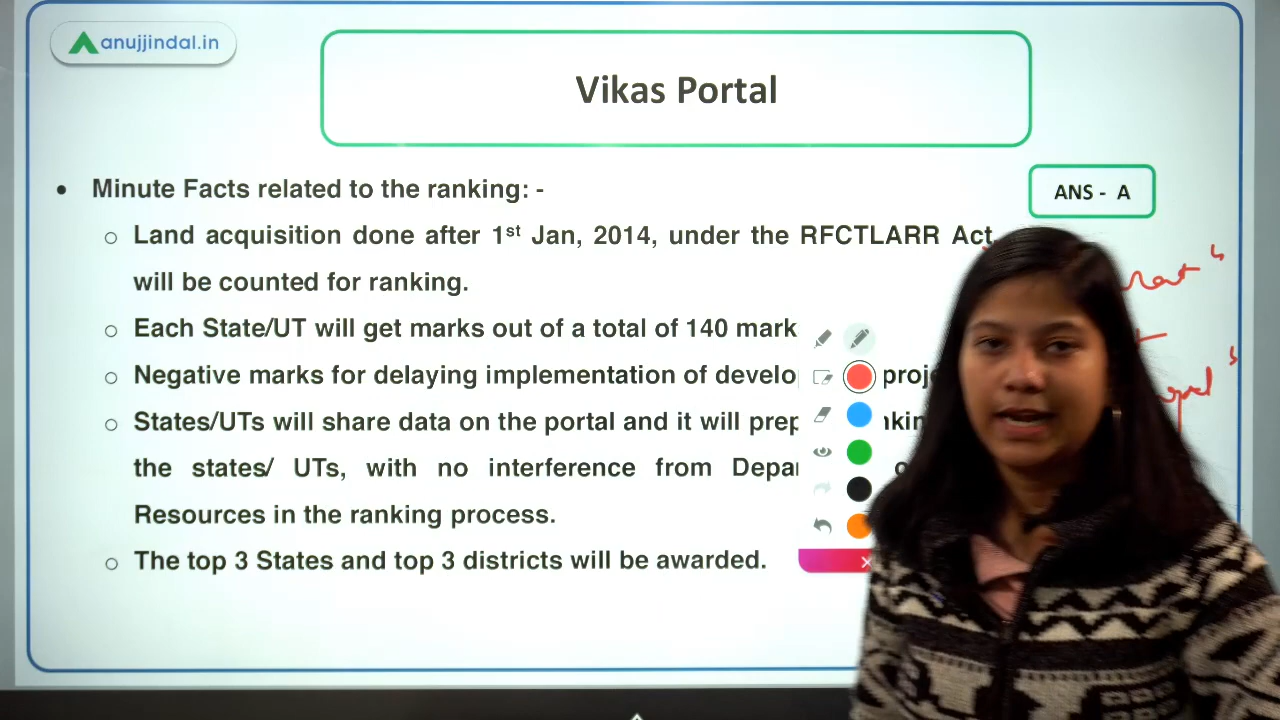 anujjindal.in
Vikas Portal
• Minute Facts related to the ranking: -
ANS - A
o Land acquisition done after 1st Jan, 2014, under the RFCTLARR Act,
will be counted for ranking.
o Each State/UT will get marks out of a total of 140 mark
o Negative marks for delaying implementation of develo proj
o States/UTs will share data on the portal and it will prep nkin
the states/ UTs, with no interference from Depa o
Resources in the ranking process.
o The top 3 States and top 3 districts will be awarded.